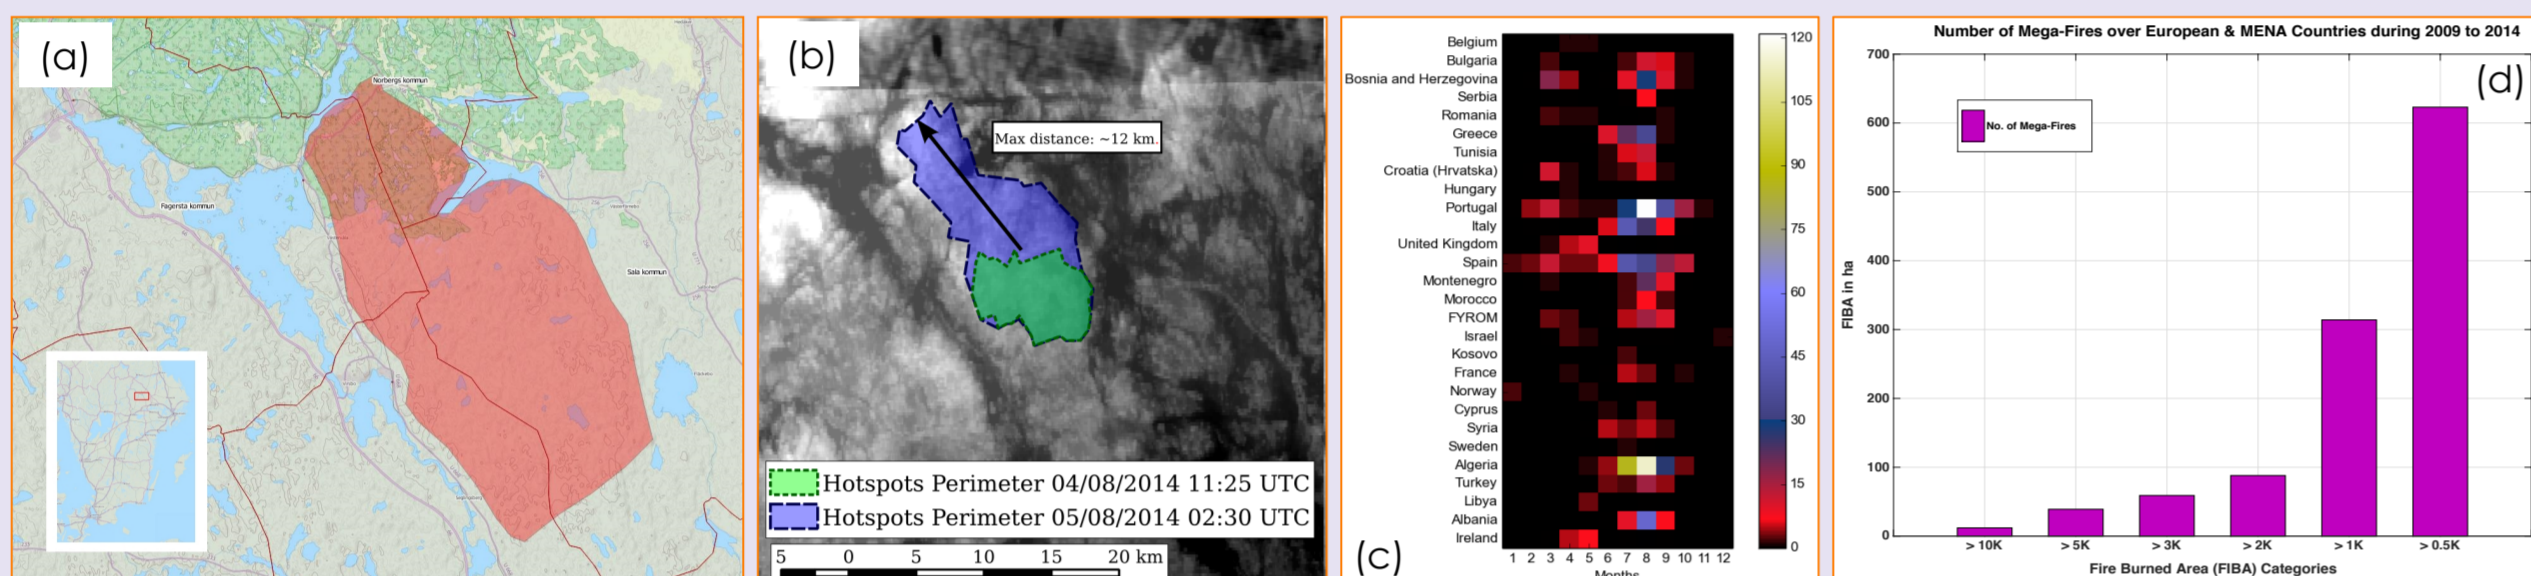 (a)
Norbergs kommun
Fagersta kommun
Sala kommun
(b)
Max distance: ~12 km.
Hotspots Perimeter 04/08/2014 11:25 UTC
Hotspots Perimeter 05/08/2014 02:30 UTC
5 0 5 10 15 20 km
Belgium
Bulgaria
Bosnia and Herzegovina
Serbia
Romania
Greece
Tunisia
Croatia (Hrvatska)
Hungary
Portugal
Italy
United Kingdom
Spain
Montenegro
Morocco
FYROM
Israel
Kosovo
France
Norway
Cyprus
Syria
Sweden
Algeria
Turkey
Libya
Albania
Ireland
1 2 3 4 5 6 7 8 9 10 11 12
Months
120
105
90
75
60
45
30
15
0
(c)
Number of Mega-Fires over European & MENA Countries during 2009 to 2014
(d)
No. of Mega-Fires
FIBA in ha
700
600
500
400
300
200
100
0
> 10K > 5K > 3K > 2K > 1K > 0.5K
Fire Burned Area (FIBA) Categories